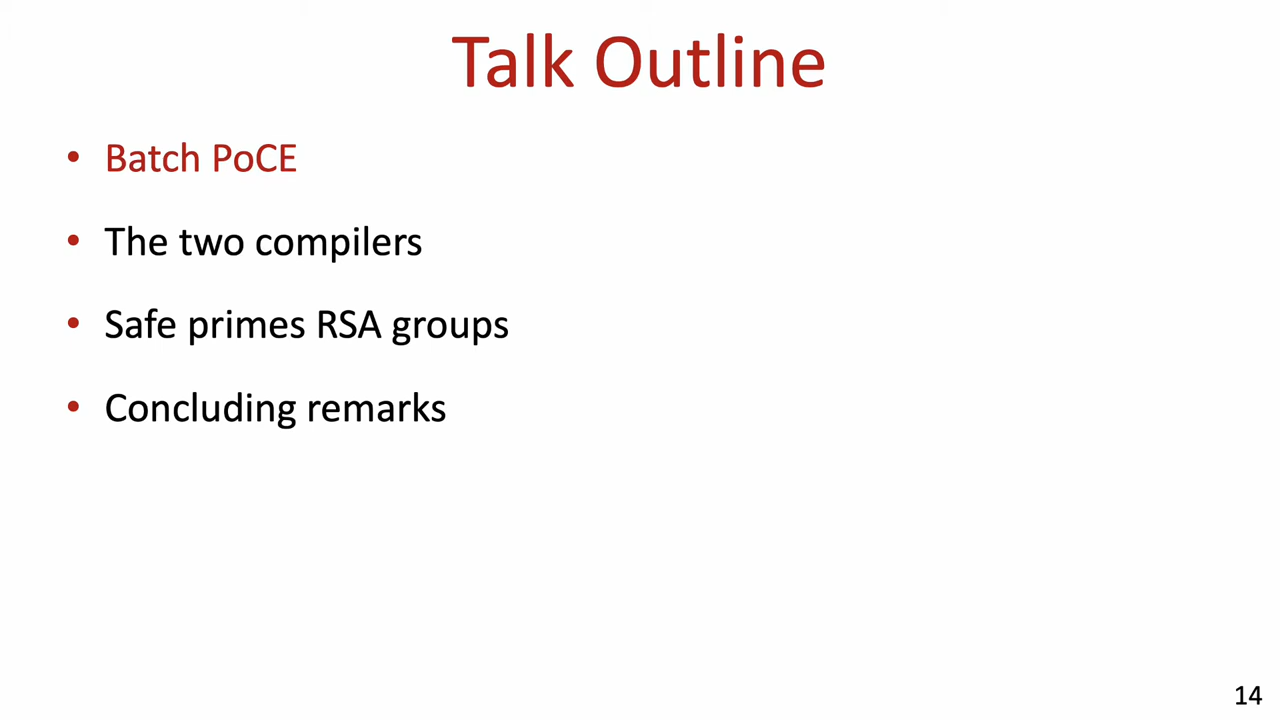 Talk Outline
• Batch PoCE
• The two compilers
• Safe primes RSA groups
• Concluding remarks
14